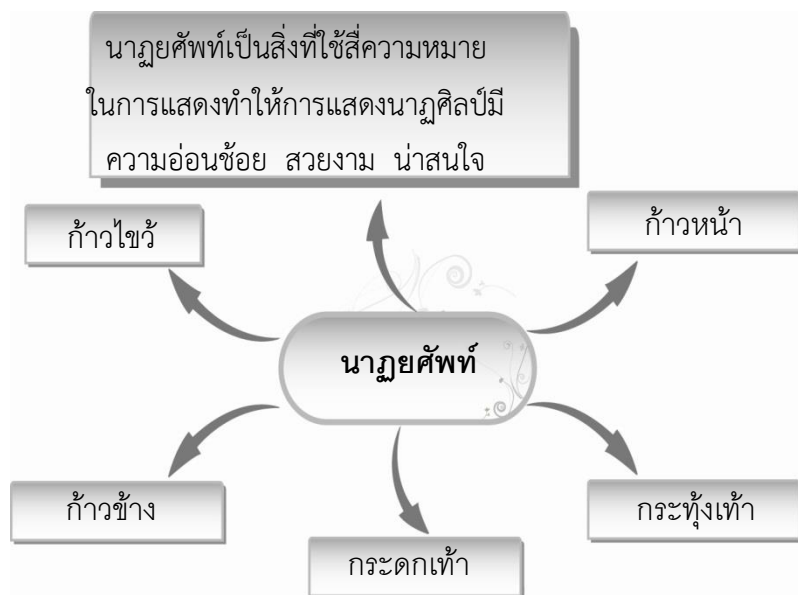 นาฏยศัพท์เป็นสิ่งที่ใช้สื่อความหมาย
ในการแสดงทำให้การแสดงนาฏศิลป์มี
ความอ่อนช้อย สวยงาม น่าสนใจ
ก้าวไขว้
ก้าวหน้า
นาฏยศัพท์
ก้าวข้าง
กระทุ้งเท้า
กระดกเท้า